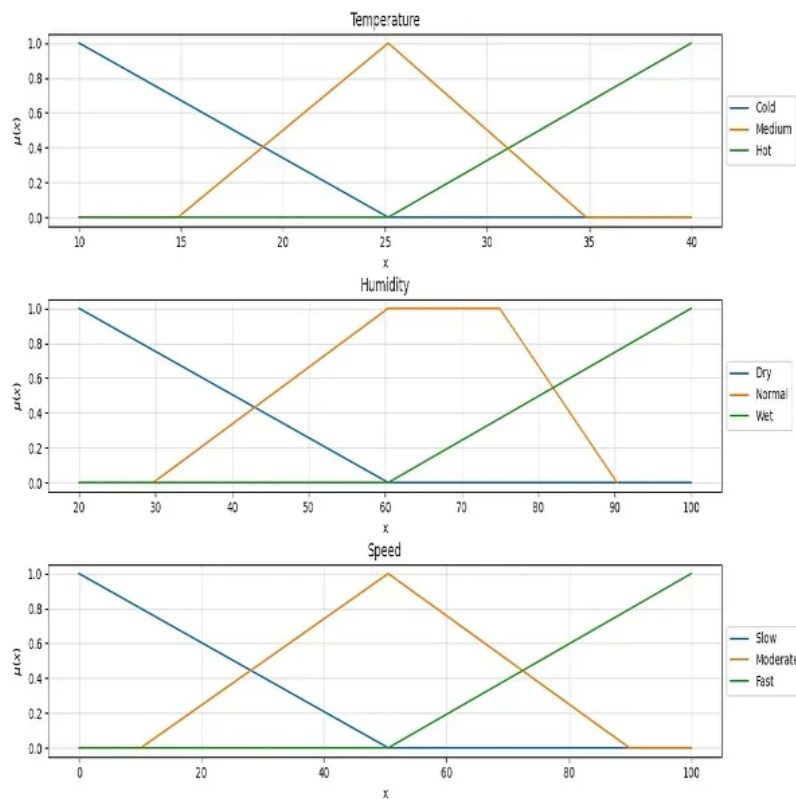 Temperature
1.0
0.8
0.6
0.4
0.2
0.0
μ(x)
10 15 20 25 30 35 40
x
Cold
Medium
Hot
Humidity
1.0
0.8
0.6
0.4
0.2
0.0
μ(x)
20 30 40 50 60 70 80 90 100
x
Dry
Normal
Wet
Speed
1.0
0.8
0.6
0.4
0.2
0.0
μ(x)
0 20 40 60 80 100
x
Slow
Moderate
Fast